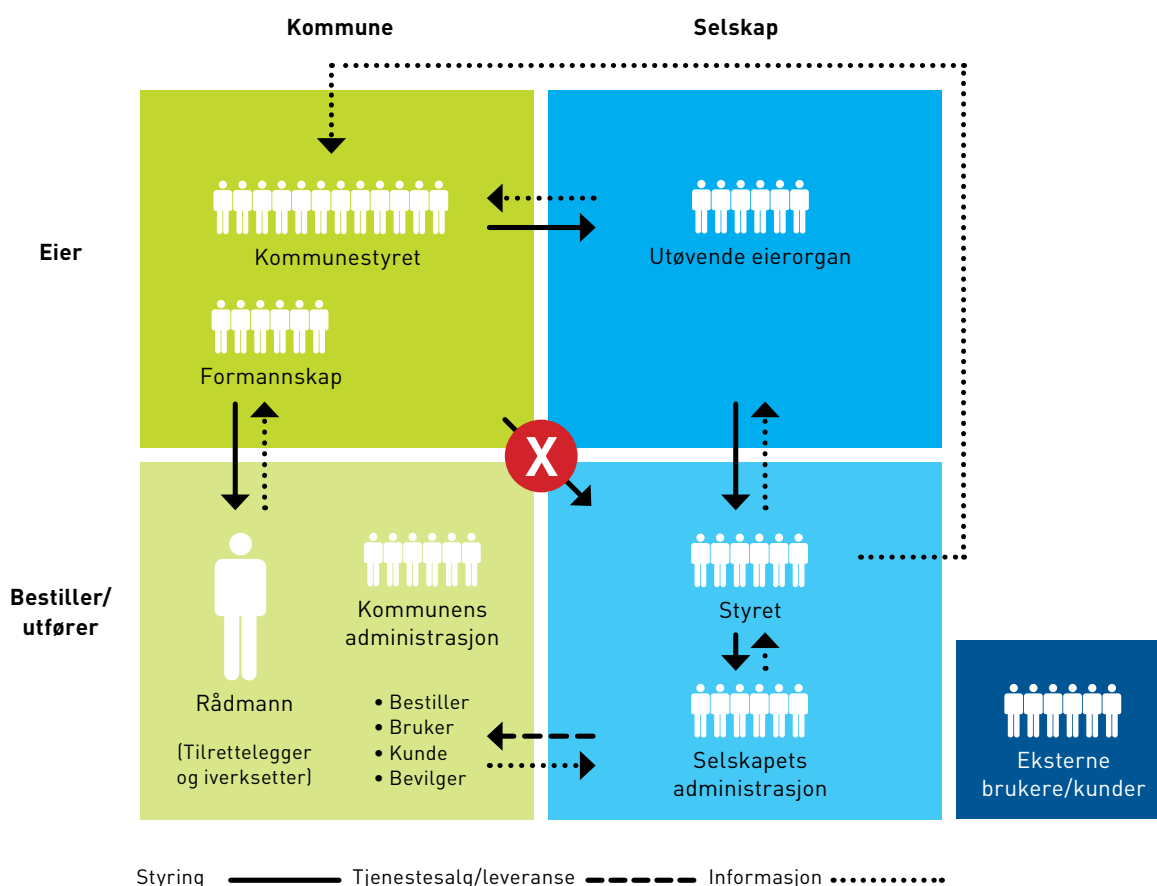 Kommune
Selskap
Eier
Kommunestyret
Utøvende eierorgan
Formannskap
X
Bestiller/
utfører
Rådmann
(Tilrettelegger
og iverksetter)
Kommunens
administrasjon
• Bestiller
• Bruker
• Kunde
• Bevilger
Styret
Selskapets
administrasjon
Eksterne
brukere/kunder
Styring
Tjenestesalg/leveranse
Informasjon